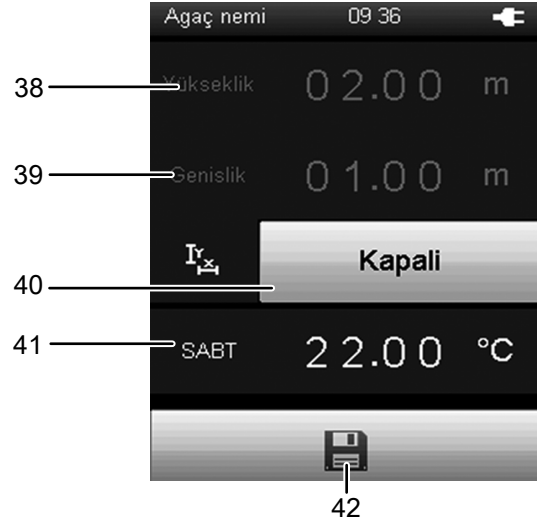 Agaç nemi 09 36
38 Yükseklik 02.00 m
39 Genislik 01.00 m
Kapali
40
41 SABT 22.00 °C
42